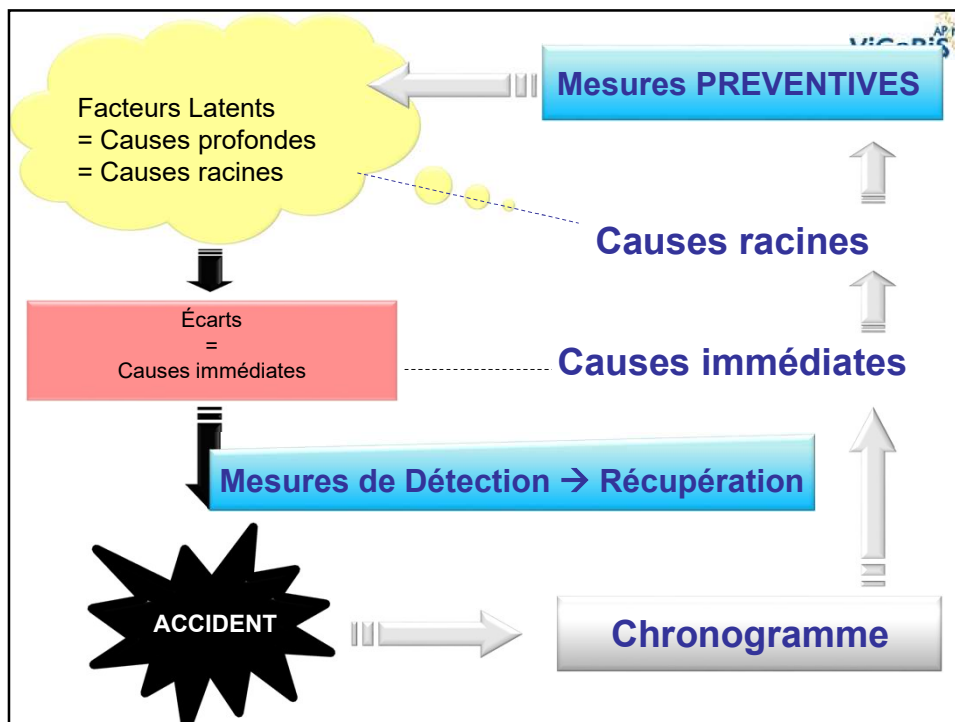 Mesures PREVENTIVES
Facteurs Latents
= Causes profondes
= Causes racines
Causes racines
Écarts
=
Causes immédiates
Causes immédiates
Mesures de Détection → Récupération
ACCIDENT
Chronogramme